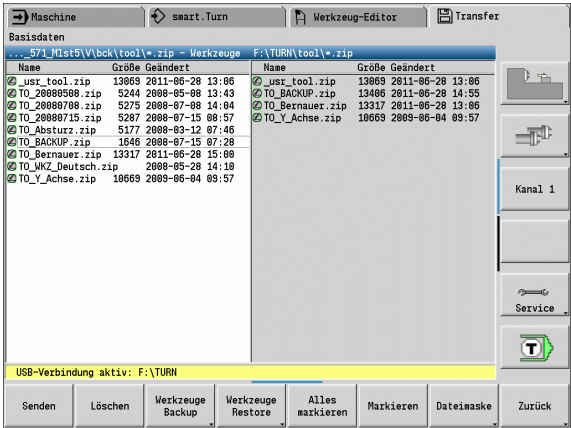 Maschine
smart.Turn
Werkzeug-Editor
Transfer
Basisdaten
..._571_Mlst5\V\bck\tool\*.zip - Werkzeuge F:\TURN\tool\*.zip
Name Größe Geändert
_usr_tool.zip 13069 2011-06-28 13:06
TO_20080508.zip 5244 2008-05-08 13:43
TO_20080708.zip 5275 2008-07-08 14:04
TO_20080715.zip 5287 2008-07-15 08:57
TO_Absturz.zip 5177 2008-03-12 07:46
TO_BACKUP.zip 1646 2008-07-15 07:28
TO_Bernauer.zip 13317 2011-06-28 15:00
TO_WKZ_Deutsch.zip 2008-05-28 14:10
TO_Y_Achse.zip 10669 2009-06-04 09:57
Name Größe Geändert
_usr_tool.zip 13069 2011-06-28 13:06
TO_BACKUP.zip 13406 2011-06-28 14:55
TO_Bernauer.zip 13317 2011-06-28 13:06
TO_Y_Achse.zip 10669 2009-06-04 09:57
Kanal 1
Service
T
USB-Verbindung aktiv: F:\TURN
Senden
Löschen
Werkzeuge
Backup
Werkzeuge
Restore
Alles
markieren
Markieren
Dateimaske
Zurück